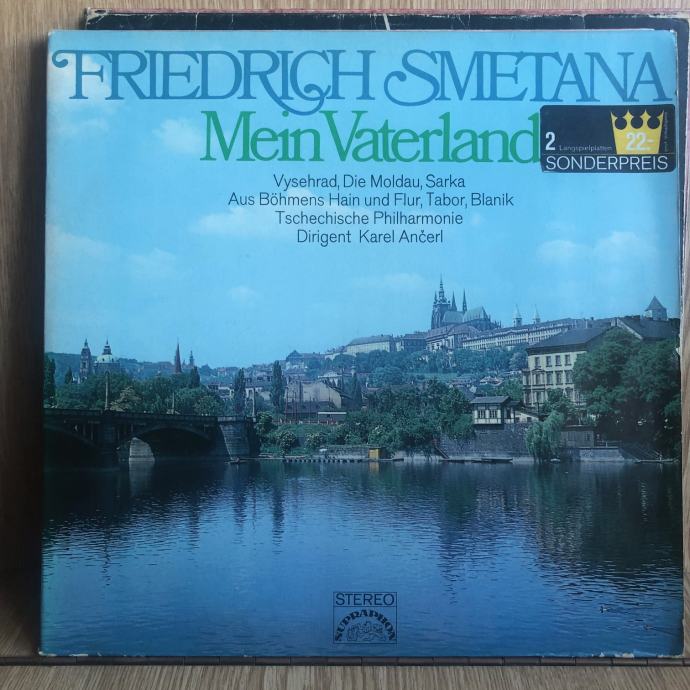 FRIEDRICH SMETANA
Mein Vaterland
2 Langspielplatten 22:-
SONDERPREIS
Vysehrad, Die Moldau, Sarka
Aus Böhmens Hain und Flur, Tabor, Blanik
Tschechische Philharmonie
Dirigent Karel Ančerl
STEREO
SUPRAPHON